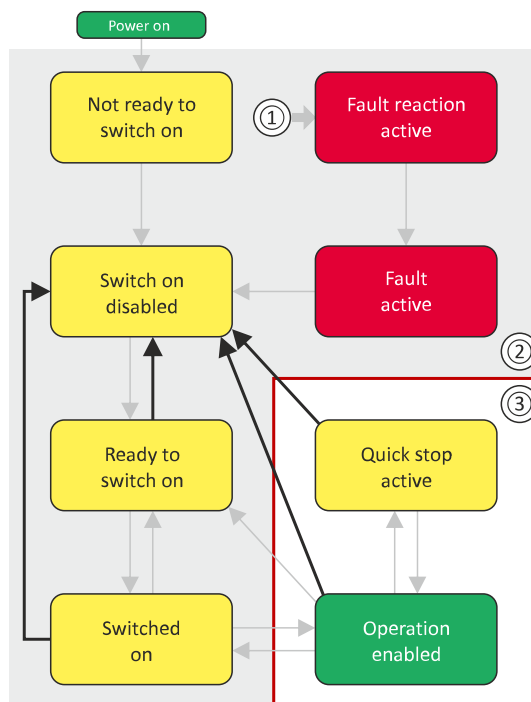 Power on
Not ready to
switch on
1
Fault reaction
active
Switch on
disabled
Fault
active
2
3
Ready to
switch on
Quick stop
active
Switched
on
Operation
enabled